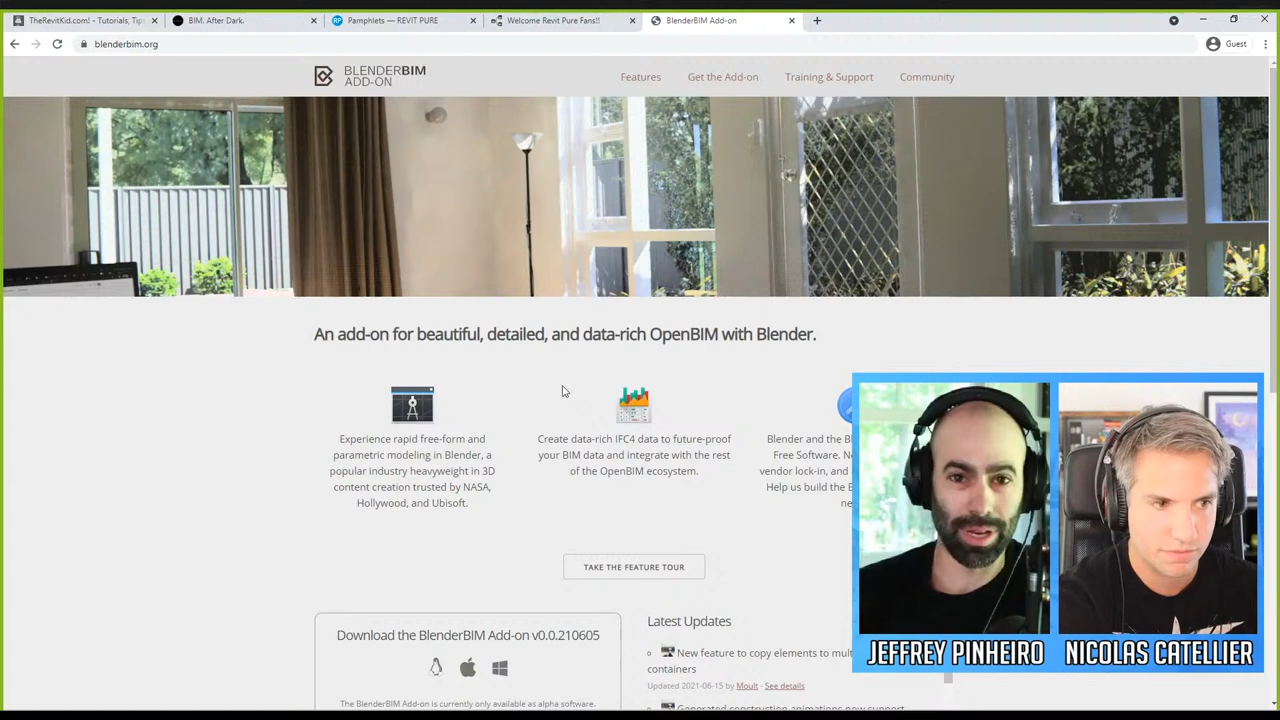 TheRevitKid.com! - Tutorials, Tips
BIM. After Dark.
Pamphlets — REVIT PURE
Welcome Revit Pure Fans!!
BlenderBIM Add-on
blenderbim.org
Guest
BLENDERBIM
ADD-ON
Features
Get the Add-on
Training & Support
Community
An add-on for beautiful, detailed, and data-rich OpenBIM with Blender.
Experience rapid free-form and
parametric modeling in Blender, a
popular industry heavyweight in 3D
content creation trusted by NASA,
Hollywood, and Ubisoft.
Create data-rich IFC4 data to future-proof
your BIM data and integrate with the rest
of the OpenBIM ecosystem.
Blender and the
Free Software.
vendor lock-in, and
Help us build the
TAKE THE FEATURE TOUR
Download the BlenderBIM Add-on v0.0.210605
The BlenderBIM Add-on is currently only available as alpha software.
Latest Updates
New feature to copy elements to
containers
Updated 2021-06-15 by Moult - See details
construction animations now support
JEFFREY PINHEIRO
NICOLAS CATELLIER